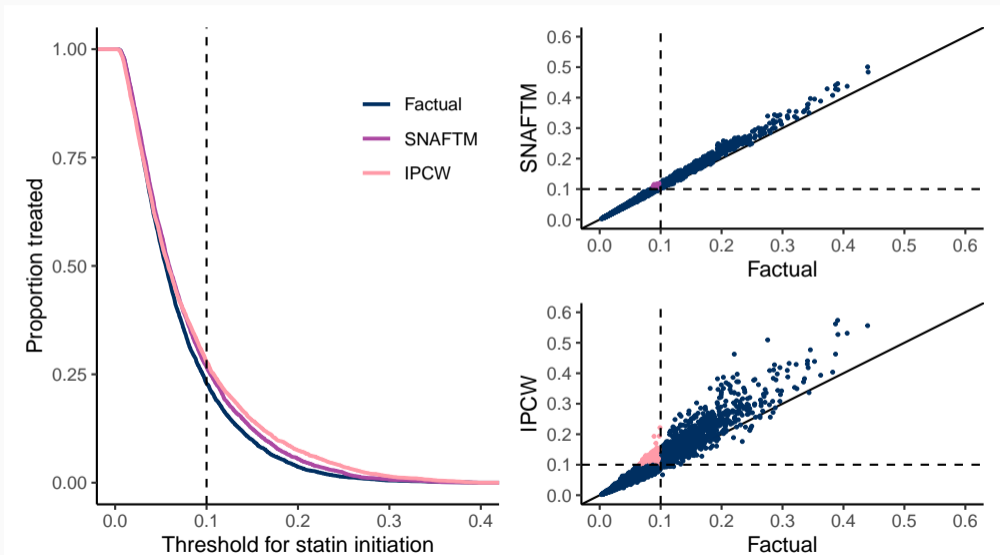 1.00
0.75
0.50
0.25
0.00
Proportion treated
0.0 0.1 0.2 0.3 0.4
Threshold for statin initiation
Factual
SNAFTM
IPCW
0.6
0.5
0.4
0.3
0.2
0.1
0.0
SNAFTM
0.0 0.1 0.2 0.3 0.4 0.5 0.6
Factual
0.6
0.5
0.4
0.3
0.2
0.1
0.0
IPCW
0.0 0.1 0.2 0.3 0.4 0.5 0.6
Factual